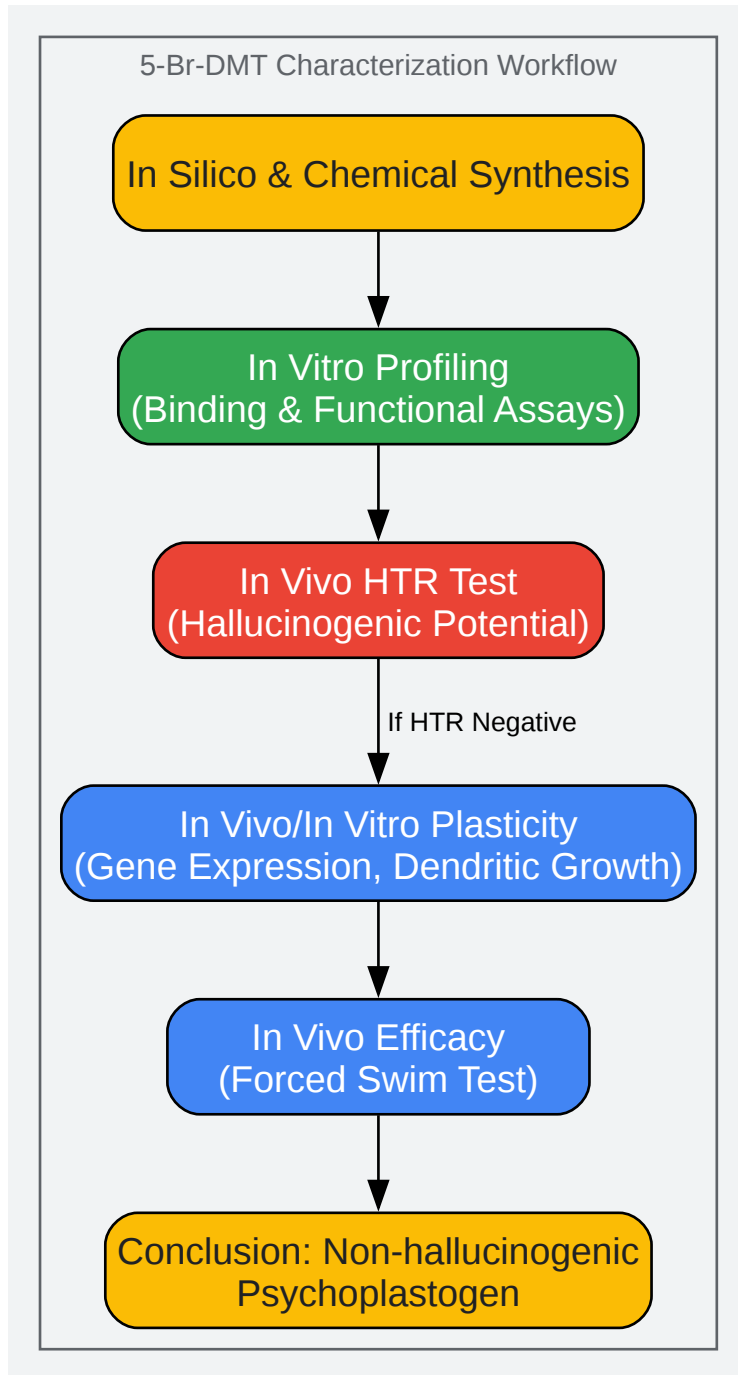 5-Br-DMT Characterization Workflow
In Silico & Chemical Synthesis
In Vitro Profiling
(Binding & Functional Assays)
In Vivo HTR Test
(Hallucinogenic Potential)
If HTR Negative
In Vivo/In Vitro Plasticity
(Gene Expression, Dendritic Growth)
In Vivo Efficacy
(Forced Swim Test)
Conclusion: Non-hallucinogenic
Psychoplastogen